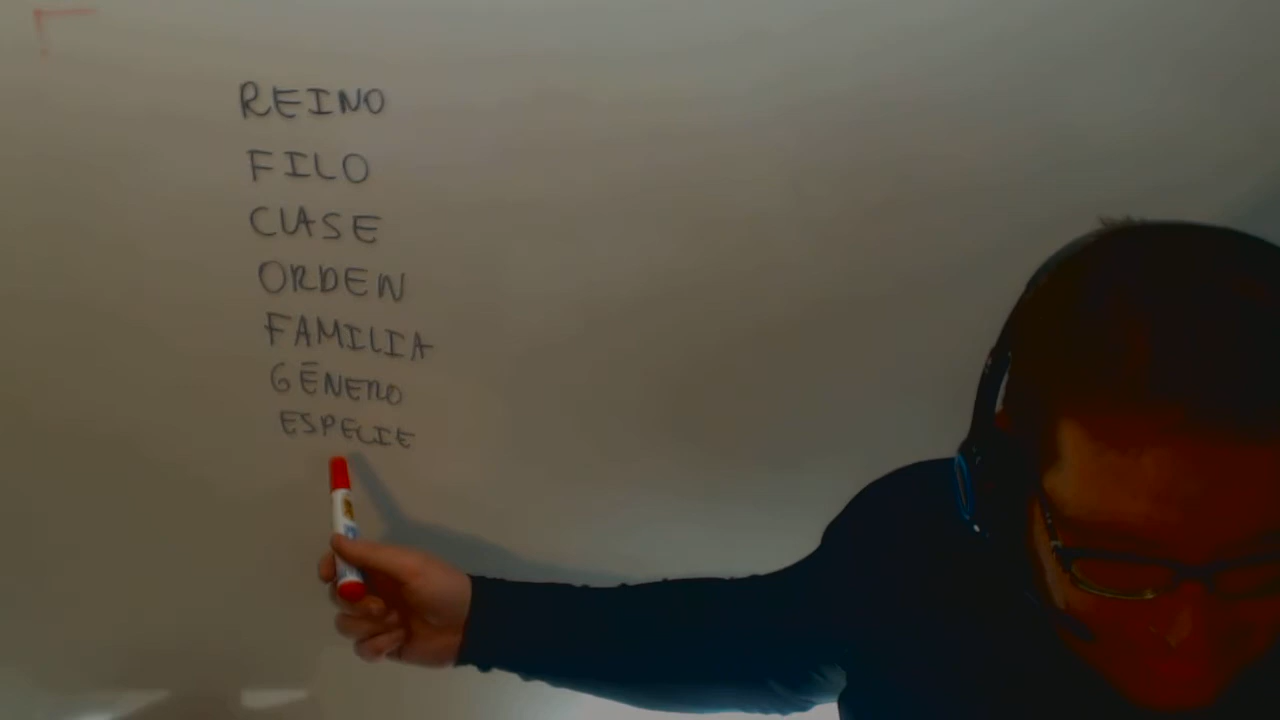 REINO
FILO
CLASE
ORDEN
FAMILIA
GÉNERO
ESPECIE